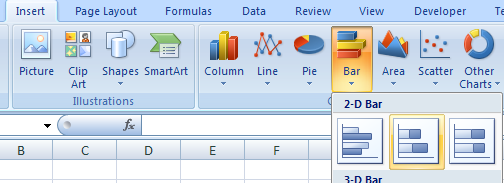 Insert Page Layout Formulas Data Review View Developer
Picture Clip Art Shapes SmartArt Column Line Pie Bar Area Scatter Other Charts
Illustrations
2-D Bar
fx
B C D E F
3-D Bar